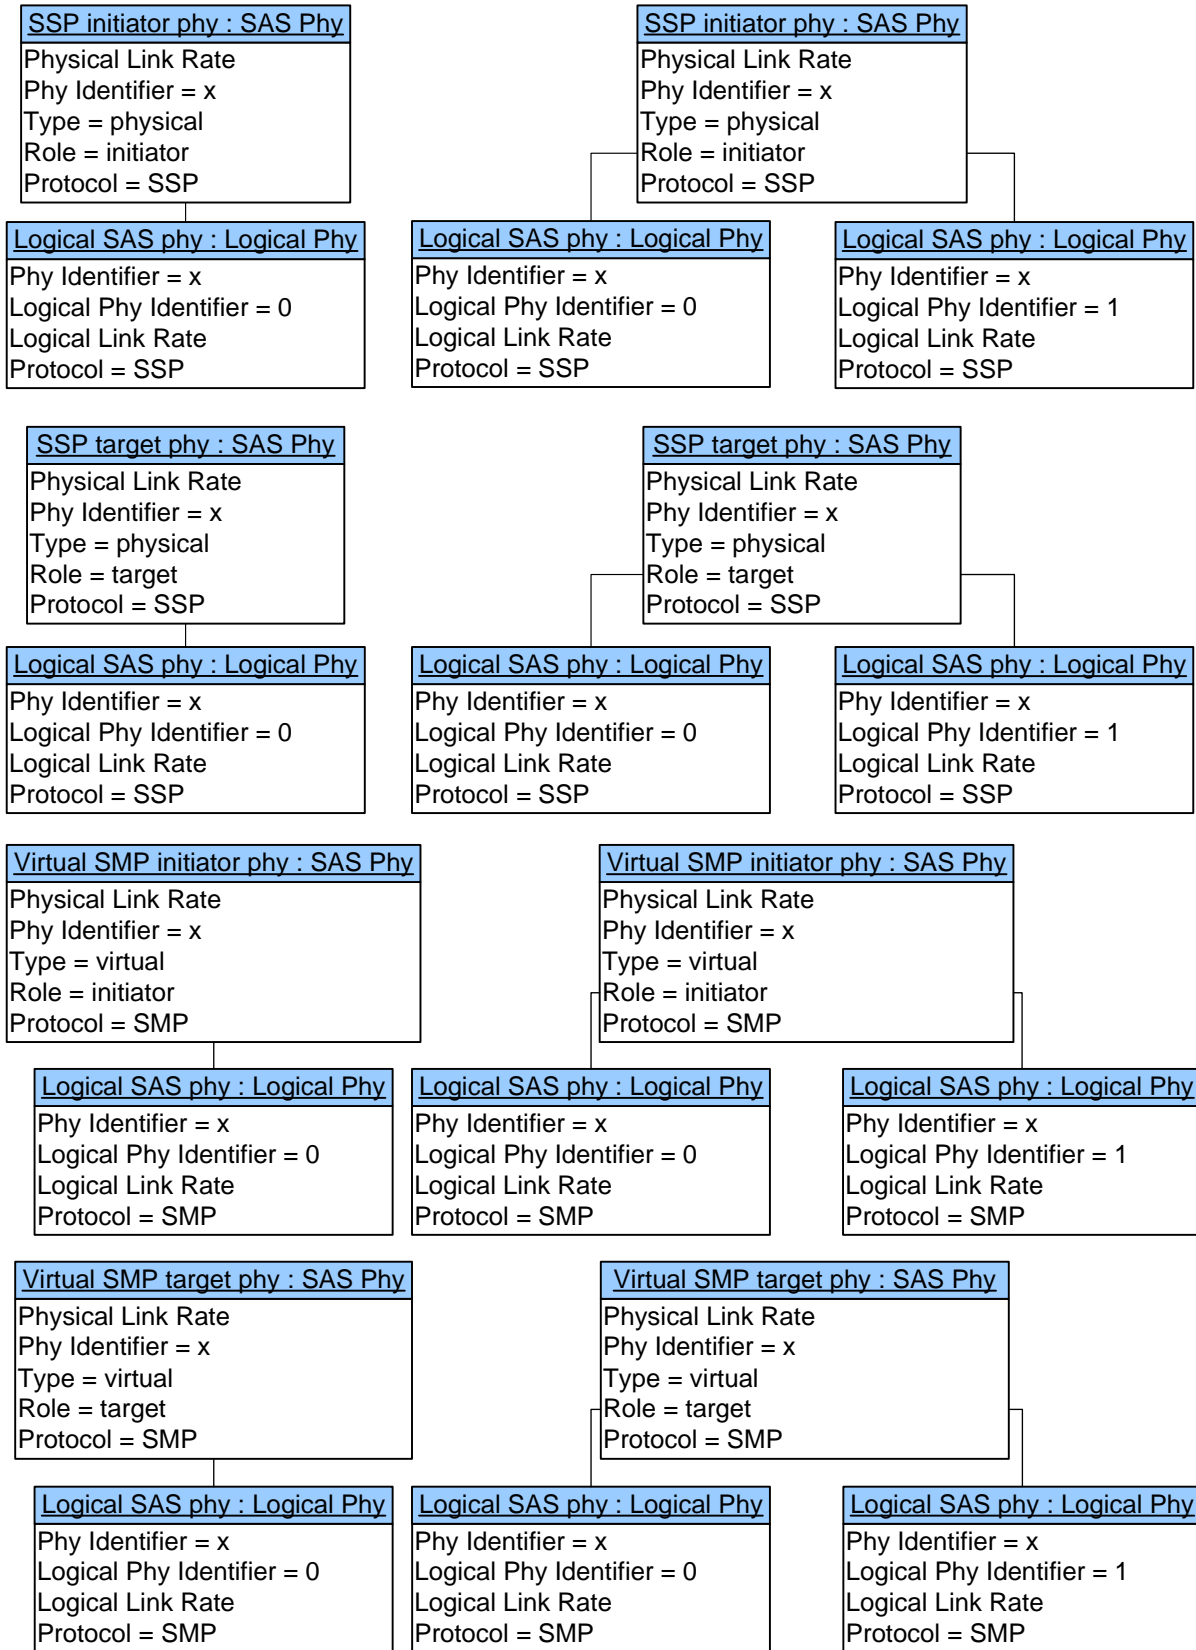 SSP initiator phy : SAS Phy
Physical Link Rate
Phy Identifier = x
Type = physical
Role = initiator
Protocol = SSP
Logical SAS phy : Logical Phy
Phy Identifier = x
Logical Phy Identifier = 0
Logical Link Rate
Protocol = SSP
SSP initiator phy : SAS Phy
Physical Link Rate
Phy Identifier = x
Type = physical
Role = initiator
Protocol = SSP
Logical SAS phy : Logical Phy
Phy Identifier = x
Logical Phy Identifier = 0
Logical Link Rate
Protocol = SSP
Logical SAS phy : Logical Phy
Phy Identifier = x
Logical Phy Identifier = 1
Logical Link Rate
Protocol = SSP
SSP target phy : SAS Phy
Physical Link Rate
Phy Identifier = x
Type = physical
Role = target
Protocol = SSP
Logical SAS phy : Logical Phy
Phy Identifier = x
Logical Phy Identifier = 0
Logical Link Rate
Protocol = SSP
SSP target phy : SAS Phy
Physical Link Rate
Phy Identifier = x
Type = physical
Role = target
Protocol = SSP
Logical SAS phy : Logical Phy
Phy Identifier = x
Logical Phy Identifier = 0
Logical Link Rate
Protocol = SSP
Logical SAS phy : Logical Phy
Phy Identifier = x
Logical Phy Identifier = 1
Logical Link Rate
Protocol = SSP
Virtual SMP initiator phy : SAS Phy
Physical Link Rate
Phy Identifier = x
Type = virtual
Role = initiator
Protocol = SMP
Logical SAS phy : Logical Phy
Phy Identifier = x
Logical Phy Identifier = 0
Logical Link Rate
Protocol = SMP
Virtual SMP initiator phy : SAS Phy
Physical Link Rate
Phy Identifier = x
Type = virtual
Role = initiator
Protocol = SMP
Logical SAS phy : Logical Phy
Phy Identifier = x
Logical Phy Identifier = 0
Logical Link Rate
Protocol = SMP
Logical SAS phy : Logical Phy
Phy Identifier = x
Logical Phy Identifier = 1
Logical Link Rate
Protocol = SMP
Virtual SMP target phy : SAS Phy
Physical Link Rate
Phy Identifier = x
Type = virtual
Role = target
Protocol = SMP
Logical SAS phy : Logical Phy
Phy Identifier = x
Logical Phy Identifier = 0
Logical Link Rate
Protocol = SMP
Virtual SMP target phy : SAS Phy
Physical Link Rate
Phy Identifier = x
Type = virtual
Role = target
Protocol = SMP
Logical SAS phy : Logical Phy
Phy Identifier = x
Logical Phy Identifier = 0
Logical Link Rate
Protocol = SMP
Logical SAS phy : Logical Phy
Phy Identifier = x
Logical Phy Identifier = 1
Logical Link Rate
Protocol = SMP